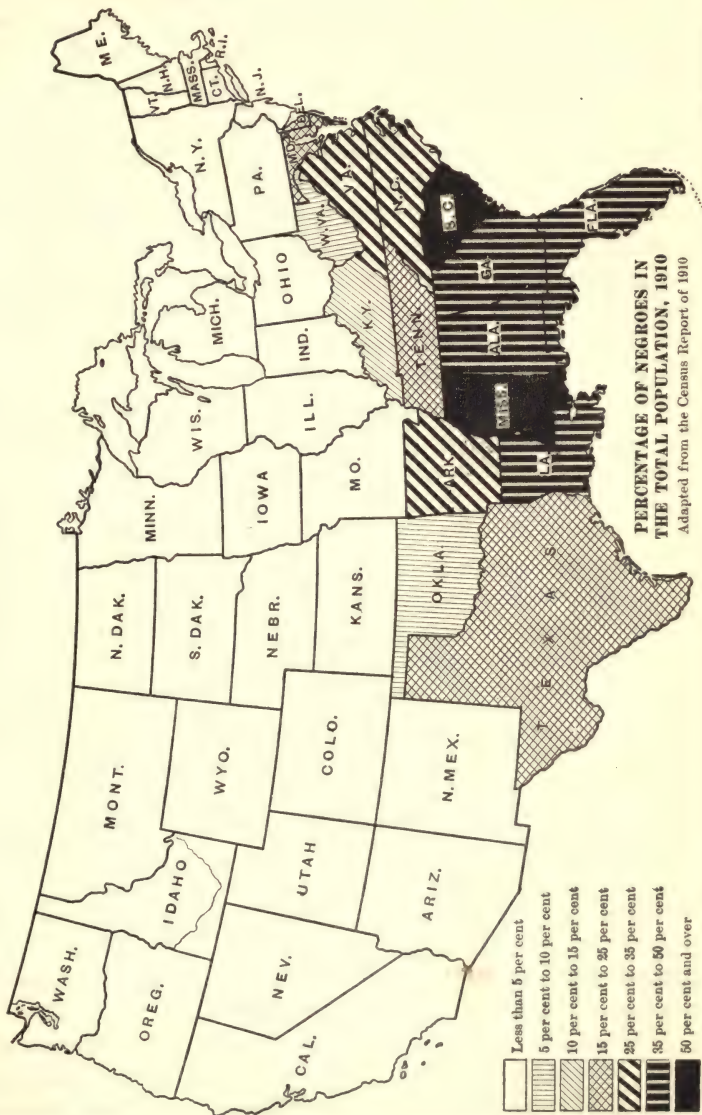 WASH.
OREG.
CAL.
NEV.
IDAHO
MONT.
WYO.
UTAH
ARIZ.
COLO.
N.MEX.
N. DAK.
S. DAK.
NEBR.
KANS.
OKLA.
TEXAS
MINN.
IOWA
MO.
ARK.
LA.
WIS.
ILL.
MICH.
IND.
OHIO
KY.
TENN.
MISS.
ALA.
GA.
FLA.
S.C.
N.C.
VA.
W.VA.
MD.
DEL.
PA.
N.J.
N.Y.
CT.
R.I.
MASS.
VT.
N.H.
ME.
Less than 5 per cent
5 per cent to 10 per cent
10 per cent to 15 per cent
15 per cent to 25 per cent
25 per cent to 35 per cent
35 per cent to 50 per cent
50 per cent and over
PERCENTAGE OF NEGROES IN
THE TOTAL POPULATION, 1910
Adapted from the Census Report of 1910